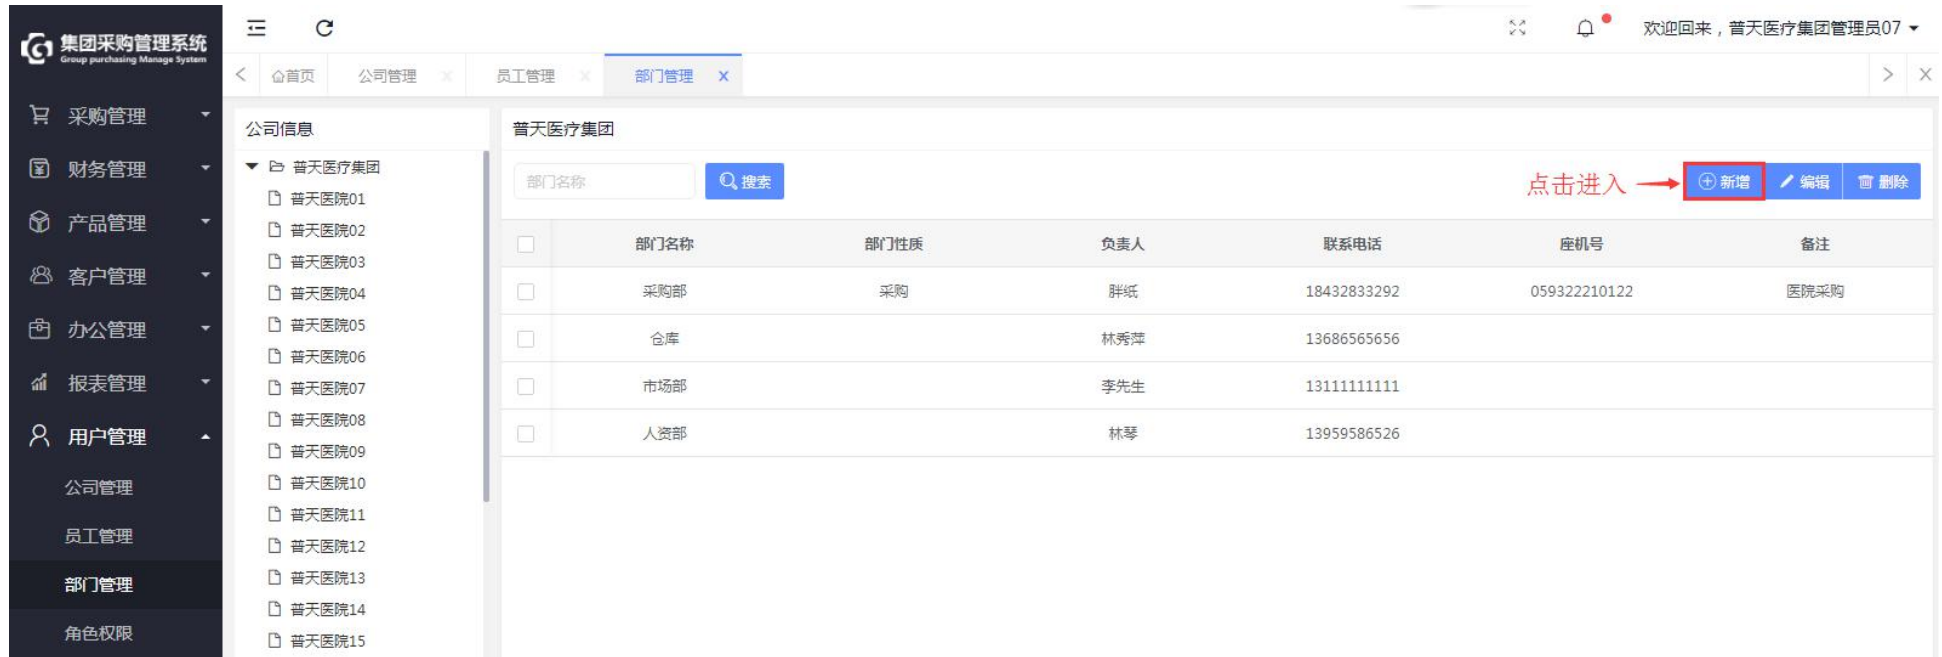 集团采购管理系统
Group purchasing Manage System
欢迎回来，普天医疗集团管理员07
首页 公司管理 x 员工管理 x 部门管理 x
采购管理
财务管理
产品管理
客户管理
办公管理
报表管理
用户管理
公司管理
员工管理
部门管理
角色权限
公司信息
普天医疗集团
普天医院01
普天医院02
普天医院03
普天医院04
普天医院05
普天医院06
普天医院07
普天医院08
普天医院09
普天医院10
普天医院11
普天医院12
普天医院13
普天医院14
普天医院15
普天医疗集团
部门名称 搜索 点击进入 新增 编辑 删除
部门名称 部门性质 负责人 联系电话 座机号 备注
采购部 采购 胖纸 18432833292 059322210122 医院采购
仓库 林秀萍 13686565656
市场部 李先生 13111111111
人资部 林琴 13959586526